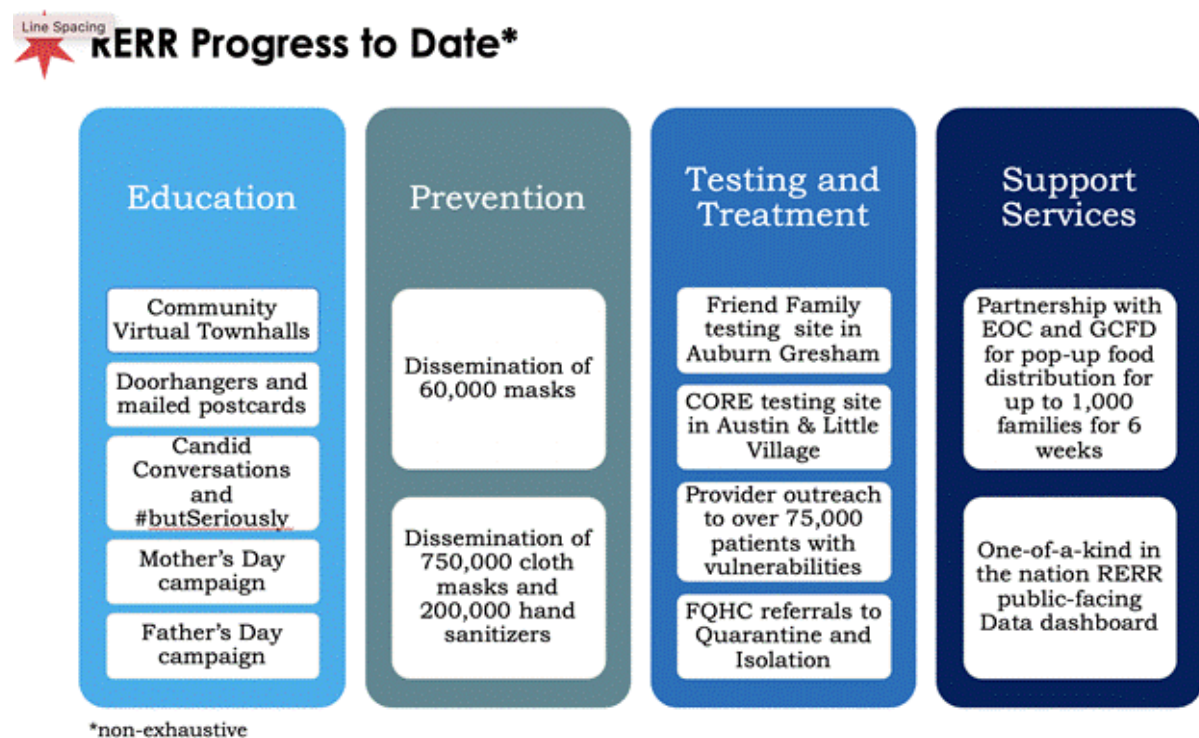 Line Spacing
RERR Progress to Date*
Education
Community
Virtual Townhalls
Doorhangers and
mailed postcards
Candid
Conversations
and
#butSeriously
Mother's Day
campaign
Father's Day
campaign
Prevention
Dissemination of
60,000 masks
Dissemination of
750,000 cloth
masks and
200,000 hand
sanitizers
Testing and
Treatment
Friend Family
testing site in
Auburn Gresham
CORE testing site
in Austin & Little
Village
Provider outreach
to over 75,000
patients with
vulnerabilities
FQHC referrals to
Quarantine and
Isolation
Support
Services
Partnership with
EOC and GCFD
for pop-up food
distribution for
up to 1,000
families for 6
weeks
One-of-a-kind in
the nation RERR
public-facing
Data dashboard
*non-exhaustive